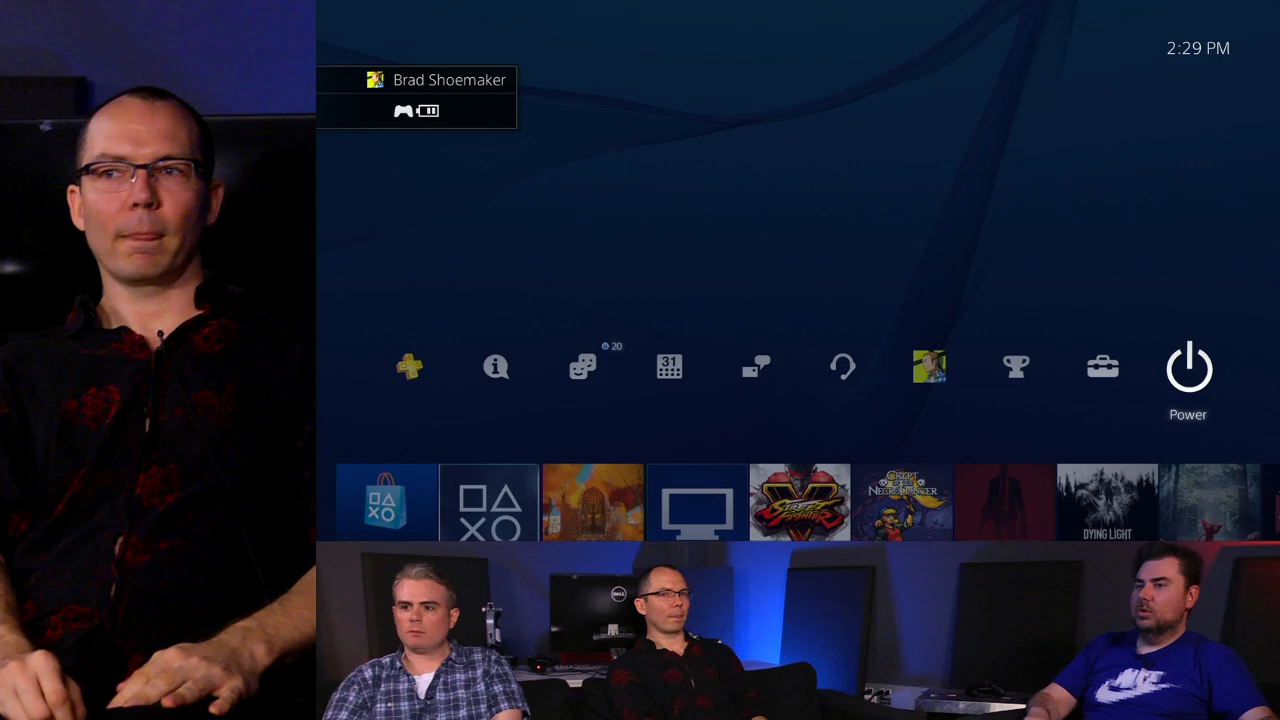 2:29 PM
Brad Shoemaker
20
31
Power
STREET
FIGHTER
V
CRYPT
OF THE
NECRODANCER
DYING LIGHT
DELL